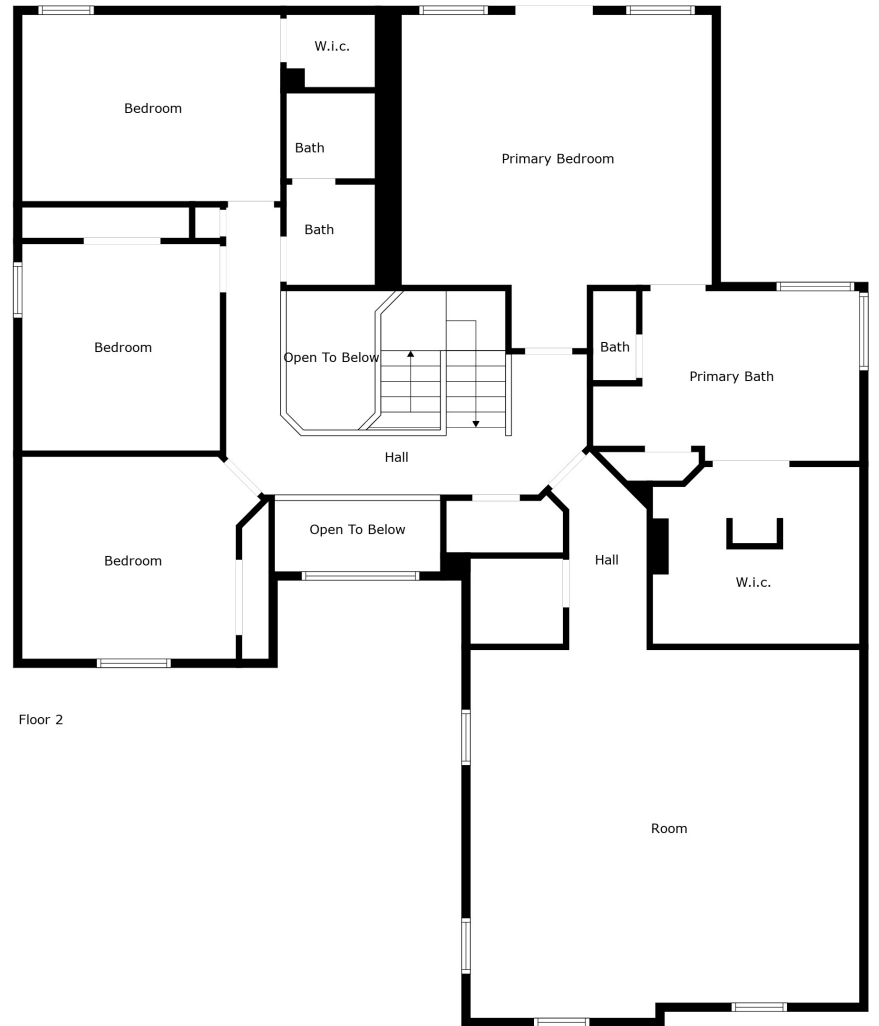 W.i.c.
Bedroom
Bath
Primary Bedroom
Bath
Bedroom
Open To Below
Bath
Primary Bath
Hall
Open To Below
Bedroom
Hall
W.i.c.
Floor 2
Room